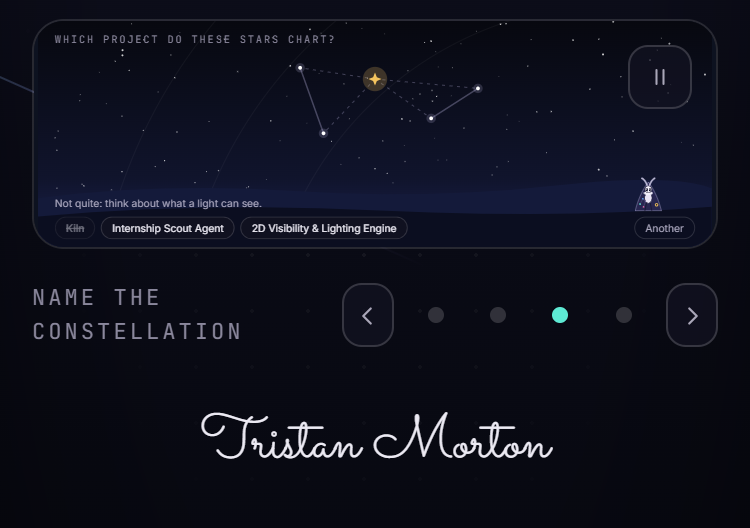 WHICH PROJECT DO THESE STARS CHART?
Not quite: think about what a light can see.
Kiln
Internship Scout Agent
2D Visibility & Lighting Engine
Another
NAME THE
CONSTELLATION
Tristan Morton